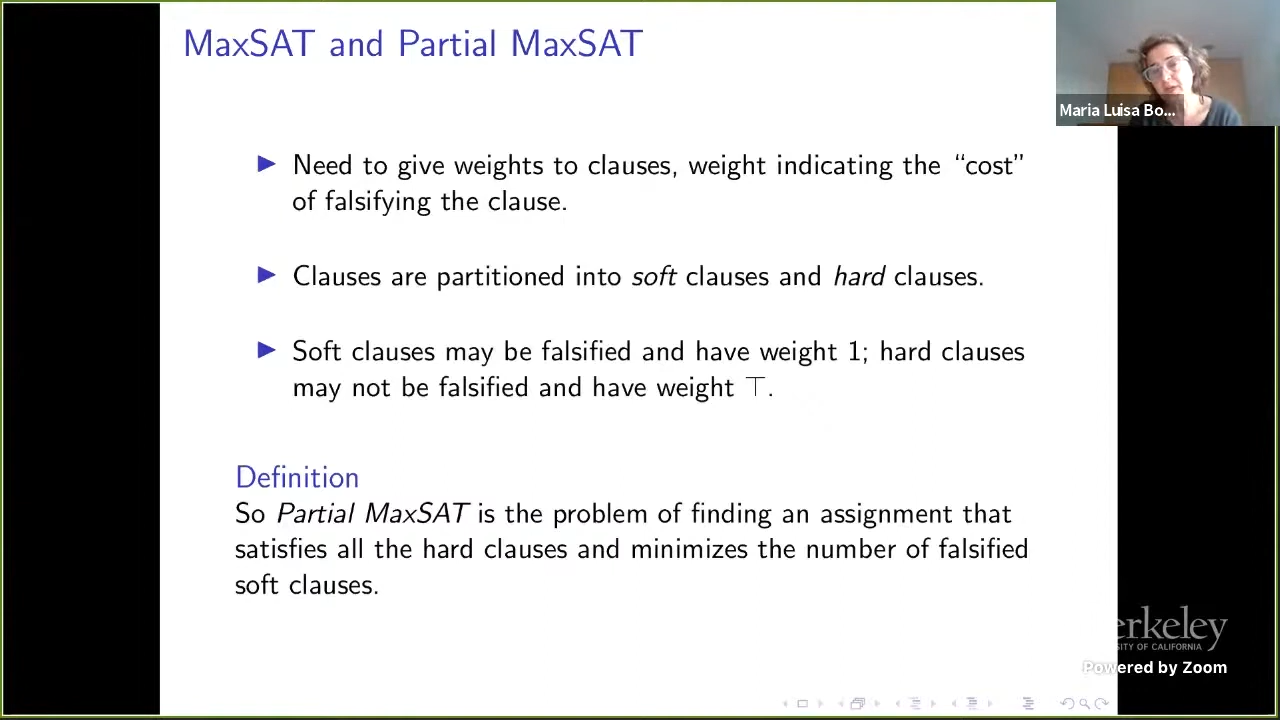 MaxSAT and Partial MaxSAT
Maria Luisa Bo...
Need to give weights to clauses, weight indicating the “cost”
of falsifying the clause.
Clauses are partitioned into soft clauses and hard clauses.
Soft clauses may be falsified and have weight 1; hard clauses
may not be falsified and have weight ⊤.
Definition
So Partial MaxSAT is the problem of finding an assignment that
satisfies all the hard clauses and minimizes the number of falsified
soft clauses.
erkeley
SITY OF CALIFORNIA
Powered by Zoom